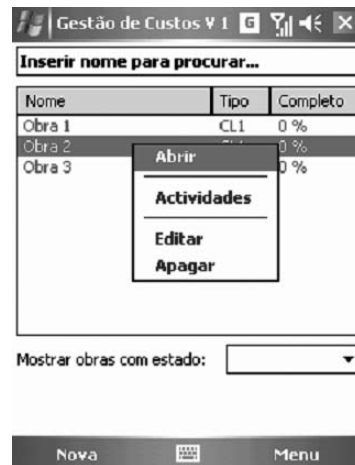 Gestão de Custos V 1 G
Inserir nome para procurar...
Nome Tipo Completo
Obra 1 CL1 0 %
Obra 2 0 %
Obra 3 0 %
Abrir
Actividades
Editar
Apagar
Mostrar obras com estado:
Nova Menu